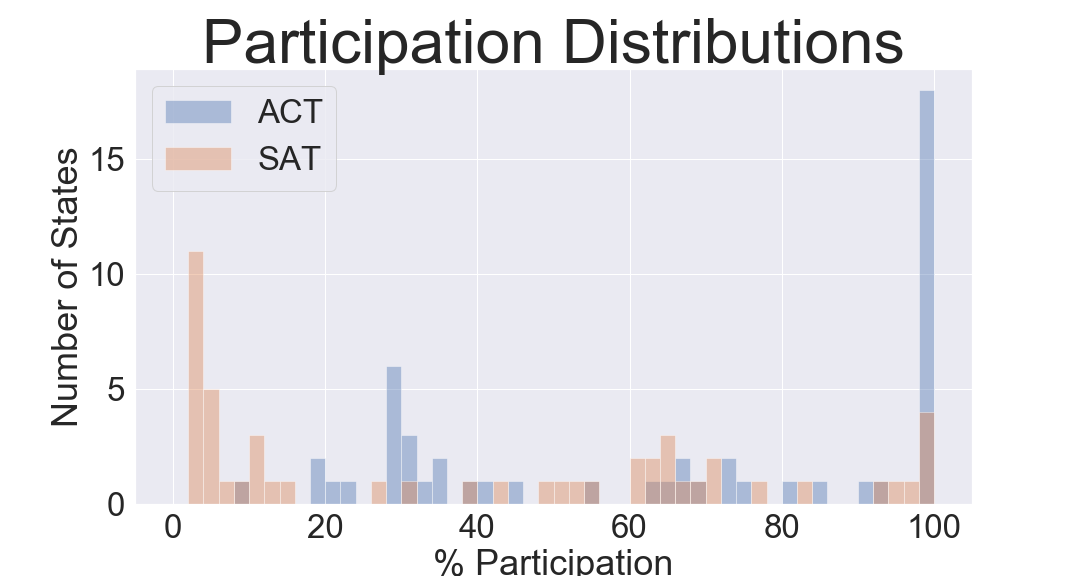 Participation Distributions
ACT
SAT
Number of States
15
10
5
0
0 20 40 60 80 100
% Participation